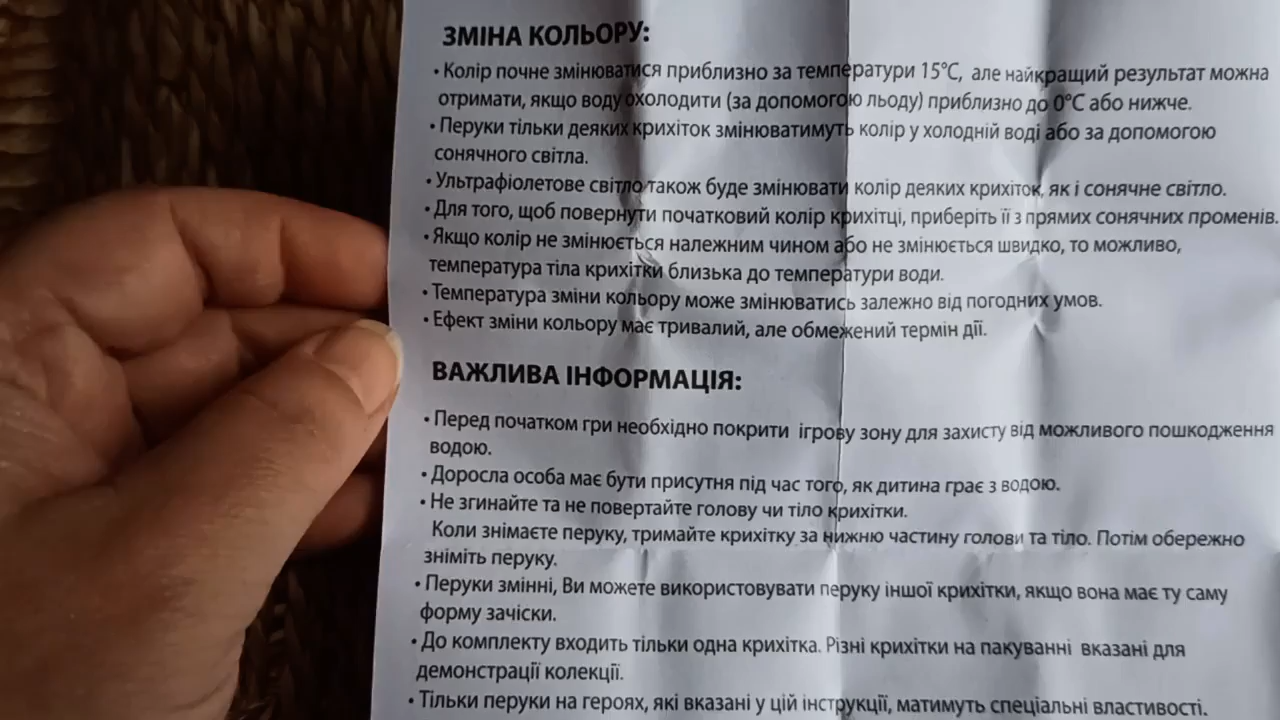 ЗМІНА КОЛЬОРУ:
• Колір почне змінюватися приблизно за температури 15°C, але найкращий результат можна
отримати, якщо воду охолодити (за допомогою льоду) приблизно до 0°C або нижче.
• Перуки тільки деяких крихіток змінюватимуть колір у холодній воді або за допомогою
сонячного світла.
• Ультрафіолетове світло також буде змінювати колір деяких крихіток, як і сонячне світло.
• Для того, щоб повернути початковий колір крихітці, приберіть її з прямих сонячних променів.
• Якщо колір не змінюється належним чином або не змінюється швидко, то можливо,
температура тіла крихітки близька до температури води.
• Температура зміни кольору може змінюватись залежно від погодних умов.
• Ефект зміни кольору має тривалий, але обмежений термін дії.
ВАЖЛИВА ІНФОРМАЦІЯ:
• Перед початком гри необхідно покрити ігрову зону для захисту від можливого пошкодження
водою.
• Доросла особа має бути присутня під час того, як дитина грає з водою.
• Не згинайте та не повертайте голову чи тіло крихітки.
Коли знімаєте перуку, тримайте крихітку за нижню частину голови та тіло. Потім обережно
зніміть перуку.
• Перуки змінні, Ви можете використовувати перуку іншої крихітки, якщо вона має ту саму
форму зачіски.
• До комплекту входить тільки одна крихітка. Різні крихітки на пакуванні вказані для
демонстрації колекції.
• Тільки перуки на героях, які вказані у цій інструкції, матимуть спеціальні властивості.